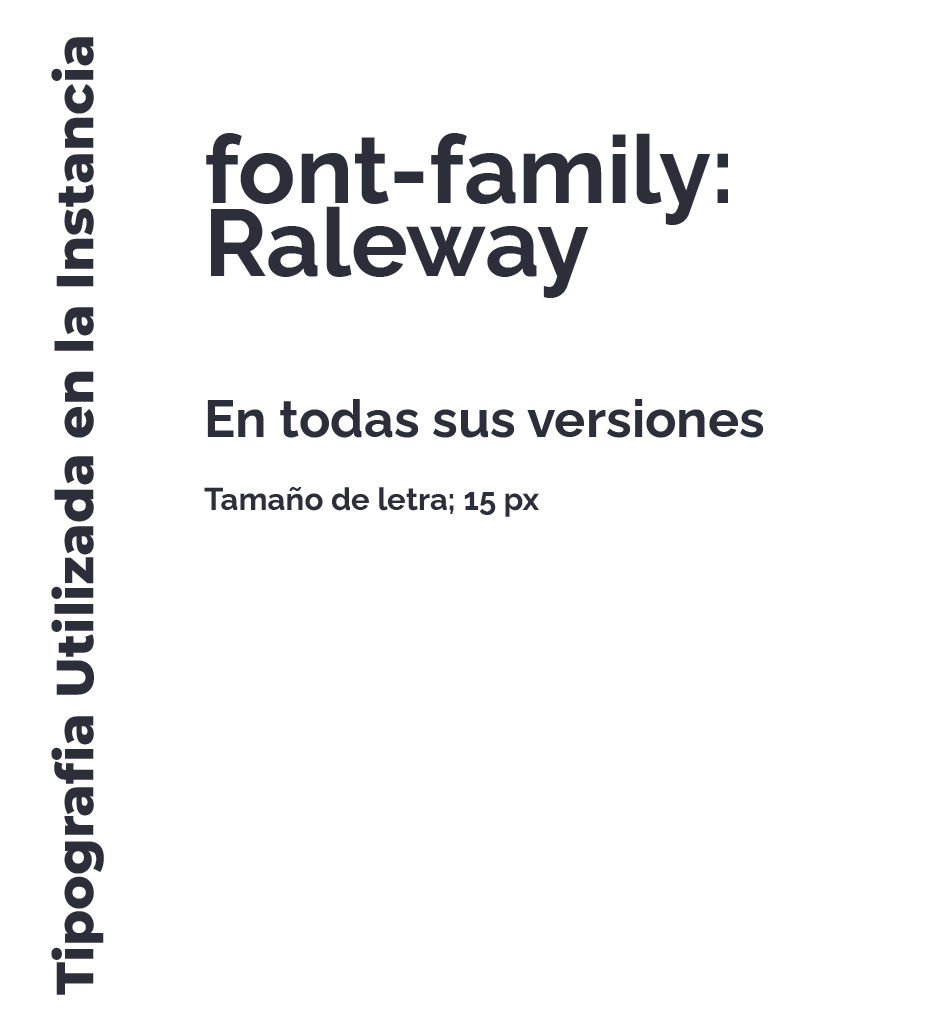 Tipografia Utilizada en la Instancia
font-family:
Raleway
En todas sus versiones
Tamaño de letra; 15 px